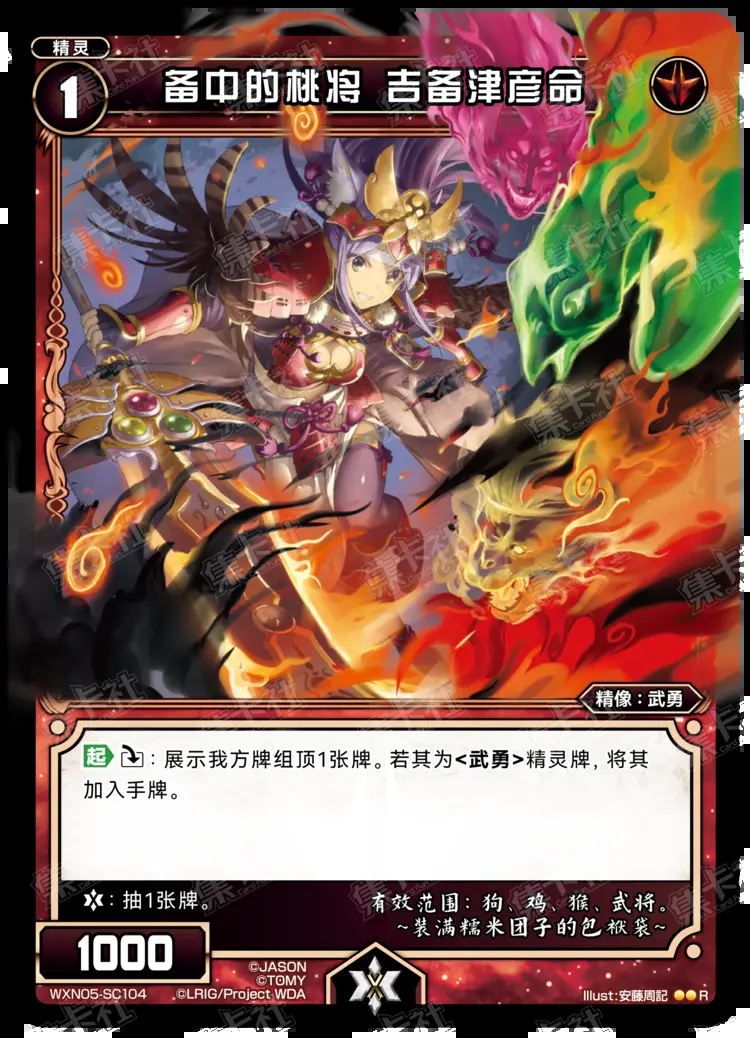 精灵
1
备中的桃将 吉备津彦命
精像：武勇
起 ：展示我方牌组顶1张牌。若其为<武勇>精灵牌，将其
加入手牌。
：抽1张牌。
有效范围：狗、鸡、猴、武将。
~装满糯米团子的包袱袋~
1000
©JASON
©TOMY
WXN05-SC104 ©LRIG/Project WDA
Illust:安藤周記 R
集卡社